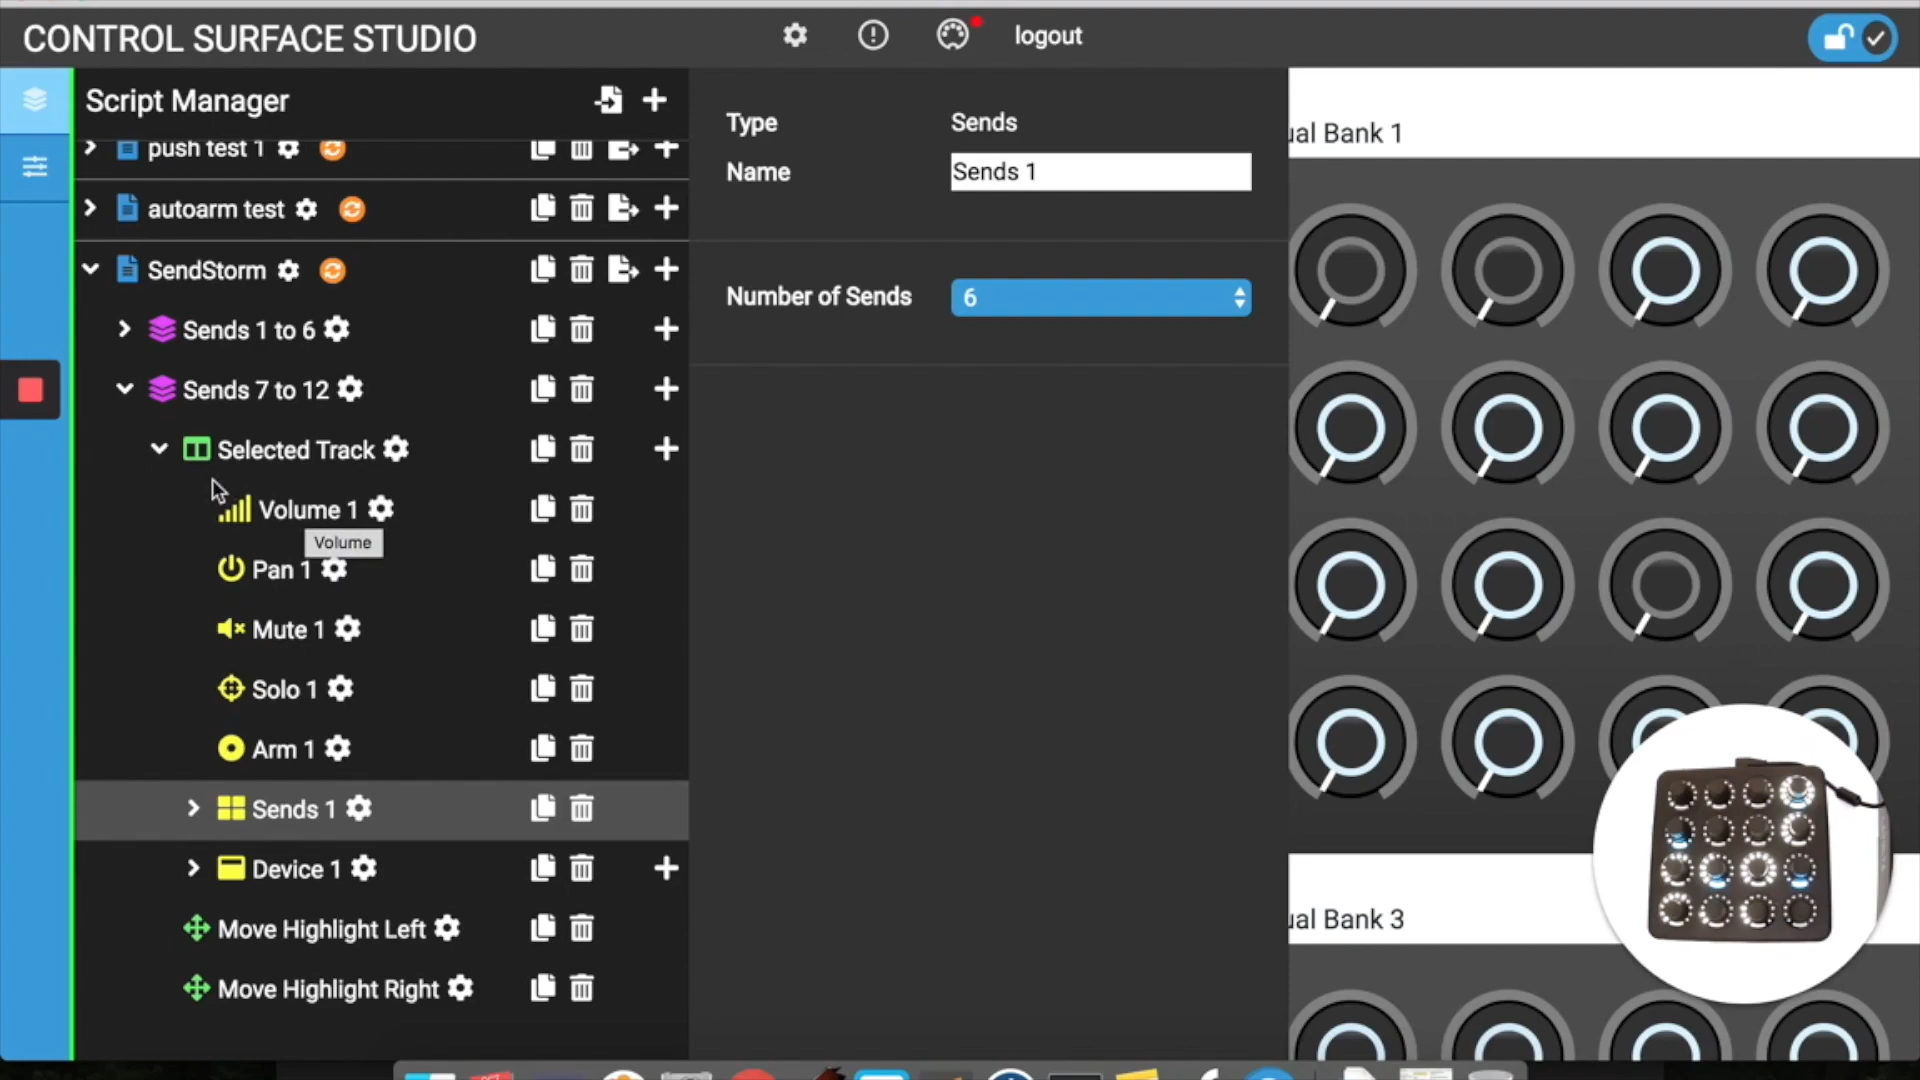 CONTROL SURFACE STUDIO
logout
Script Manager
push test 1
autoarm test
SendStorm
Sends 1 to 6
Sends 7 to 12
Selected Track
Volume 1
Volume
Pan 1
Mute 1
Solo 1
Arm 1
Sends 1
Device 1
Move Highlight Left
Move Highlight Right
Type
Sends
Name
Sends 1
Number of Sends
6
ual Bank 1
ual Bank 3